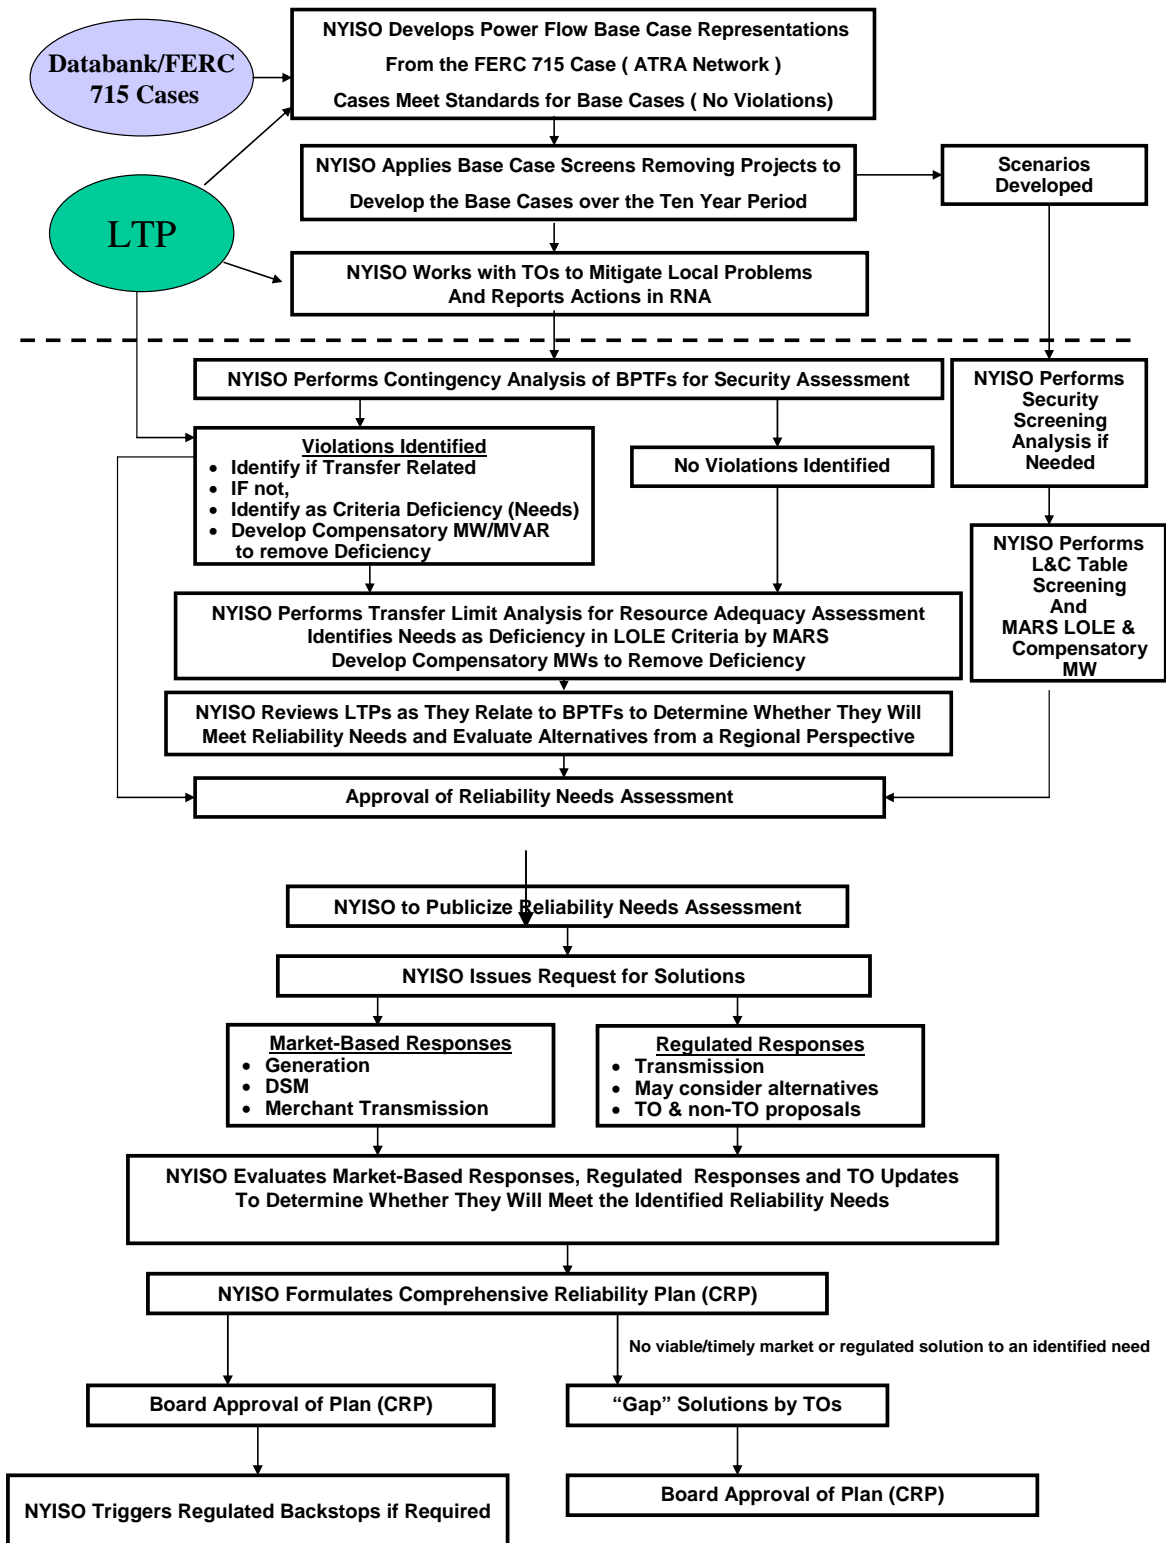 NYISO Develops Power Flow Base Case Representations
From the FERC 715 Case ( ATRA Network )
Cases Meet Standards for Base Cases ( No Violations)
Databank/FERC
715 Cases
NYISO Applies Base Case Screens Removing Projects to
Develop the Base Cases over the Ten Year Period
Scenarios
Developed
LTP
NYISO Works with TOs to Mitigate Local Problems
And Reports Actions in RNA
NYISO Performs Contingency Analysis of BPTFs for Security Assessment
NYISO Performs
Security
Screening
Analysis if
Needed
Violations Identified
• Identify if Transfer Related
• IF not,
• Identify as Criteria Deficiency (Needs)
• Develop Compensatory MW/MVAR
to remove Deficiency
No Violations Identified
NYISO Performs
L&C Table
Screening
And
MARS LOLE &
Compensatory
MW
NYISO Performs Transfer Limit Analysis for Resource Adequacy Assessment
Identifies Needs as Deficiency in LOLE Criteria by MARS
Develop Compensatory MWs to Remove Deficiency
NYISO Reviews LTPs as They Relate to BPTFs to Determine Whether They Will
Meet Reliability Needs and Evaluate Alternatives from a Regional Perspective
Approval of Reliability Needs Assessment
NYISO to Publicize Reliability Needs Assessment
NYISO Issues Request for Solutions
Market-Based Responses
• Generation
• DSM
• Merchant Transmission
Regulated Responses
• Transmission
• May consider alternatives
• TO & non-TO proposals
NYISO Evaluates Market-Based Responses, Regulated Responses and TO Updates
To Determine Whether They Will Meet the Identified Reliability Needs
NYISO Formulates Comprehensive Reliability Plan (CRP)
No viable/timely market or regulated solution to an identified need
Board Approval of Plan (CRP)
“Gap” Solutions by TOs
NYISO Triggers Regulated Backstops if Required
Board Approval of Plan (CRP)